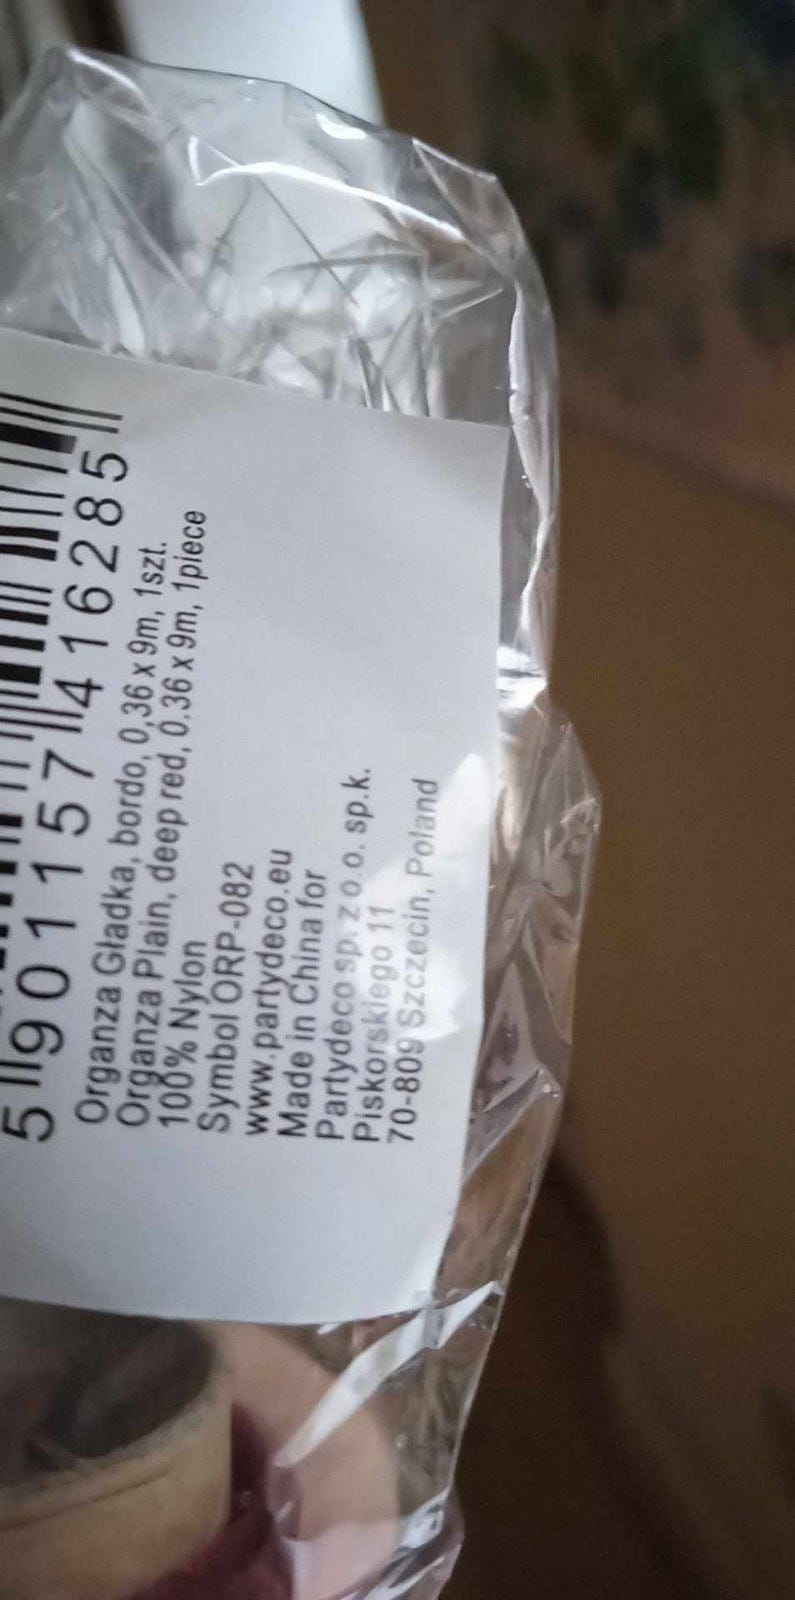 5 901157 416285
Organza Gładka, bordo, 0,36 x 9m, 1szt.
Organza Plain, deep red, 0.36 x 9m, 1piece
100% Nylon
Symbol ORP-082
www.partydeco.eu
Made in China for
Partydeco sp. z o.o. sp.k.
Piskorskiego 11
70-809 Szczecin, Poland